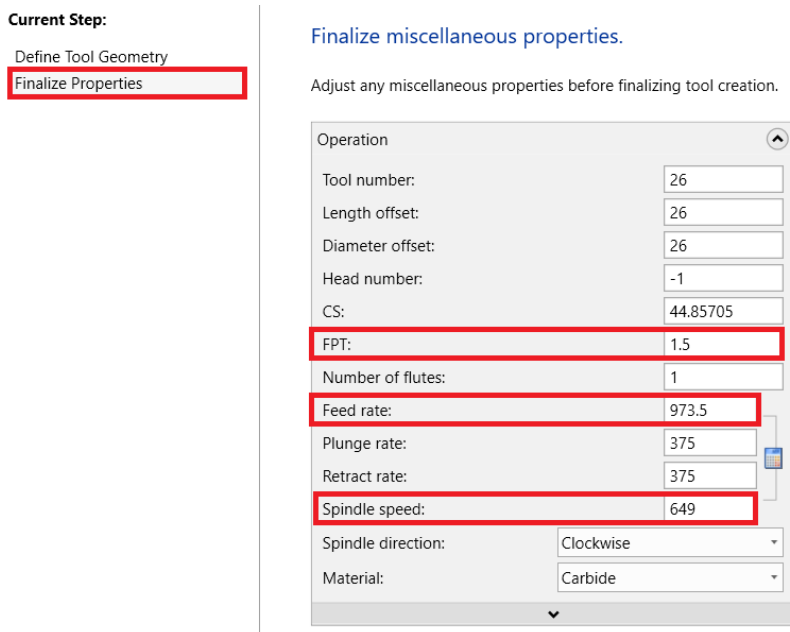 Current Step:
Define Tool Geometry
Finalize Properties
Finalize miscellaneous properties.
Adjust any miscellaneous properties before finalizing tool creation.
Operation
Tool number: 26
Length offset: 26
Diameter offset: 26
Head number: -1
CS: 44.85705
FPT: 1.5
Number of flutes: 1
Feed rate: 973.5
Plunge rate: 375
Retract rate: 375
Spindle speed: 649
Spindle direction: Clockwise
Material: Carbide